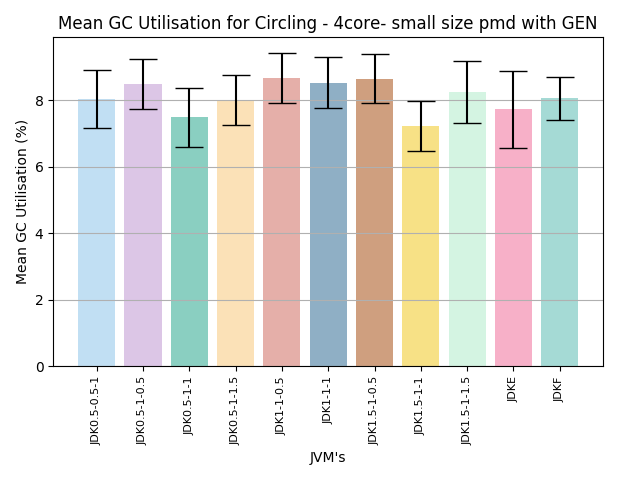 Mean GC Utilisation for Circling - 4core- small size pmd with GEN
Mean GC Utilisation (%)
8
6
4
2
0
JDK0.5-0.5-1
JDK0.5-1-0.5
JDK0.5-1-1
JDK0.5-1-1.5
JDK1-1-0.5
JDK1-1-1
JDK1.5-1-0.5
JDK1.5-1-1
JDK1.5-1-1.5
JDKE
JDKF
JVM's